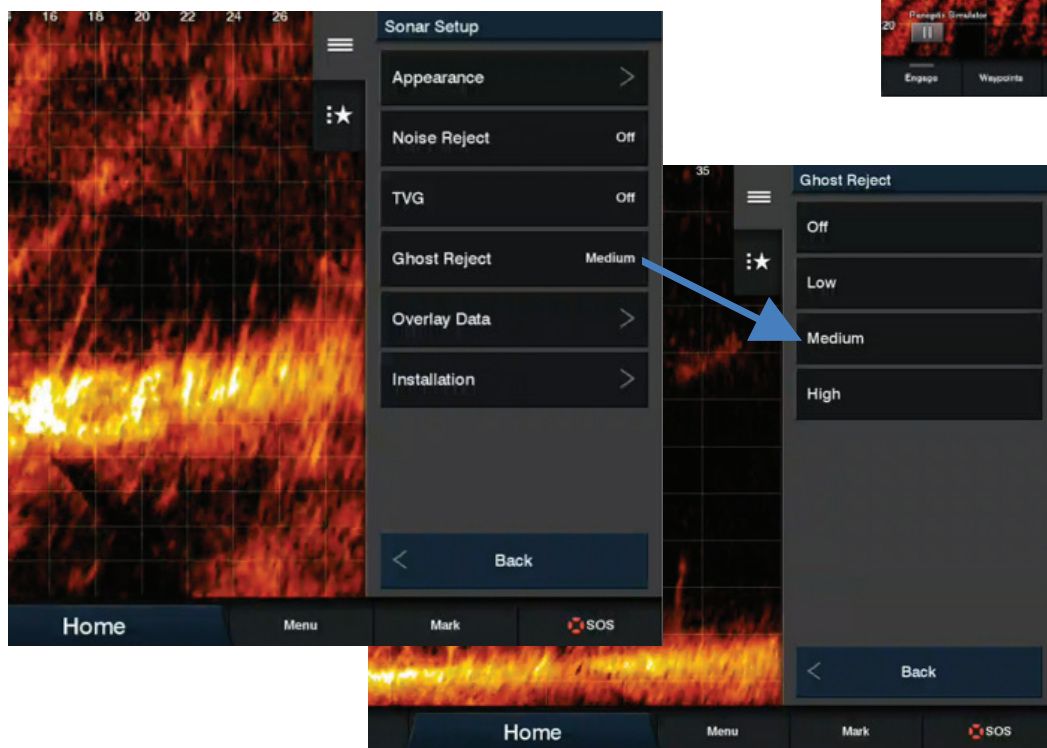 16 18 20 22 24 26
Sonar Setup
Appearance >
Noise Reject Off
TVG Off
Ghost Reject Medium
Overlay Data >
Installation >
< Back
Home Menu Mark SOS
20 Panoptix Simulator
Engage Waypoints
35
Ghost Reject
Off
Low
Medium
High
< Back
Home Menu Mark SOS